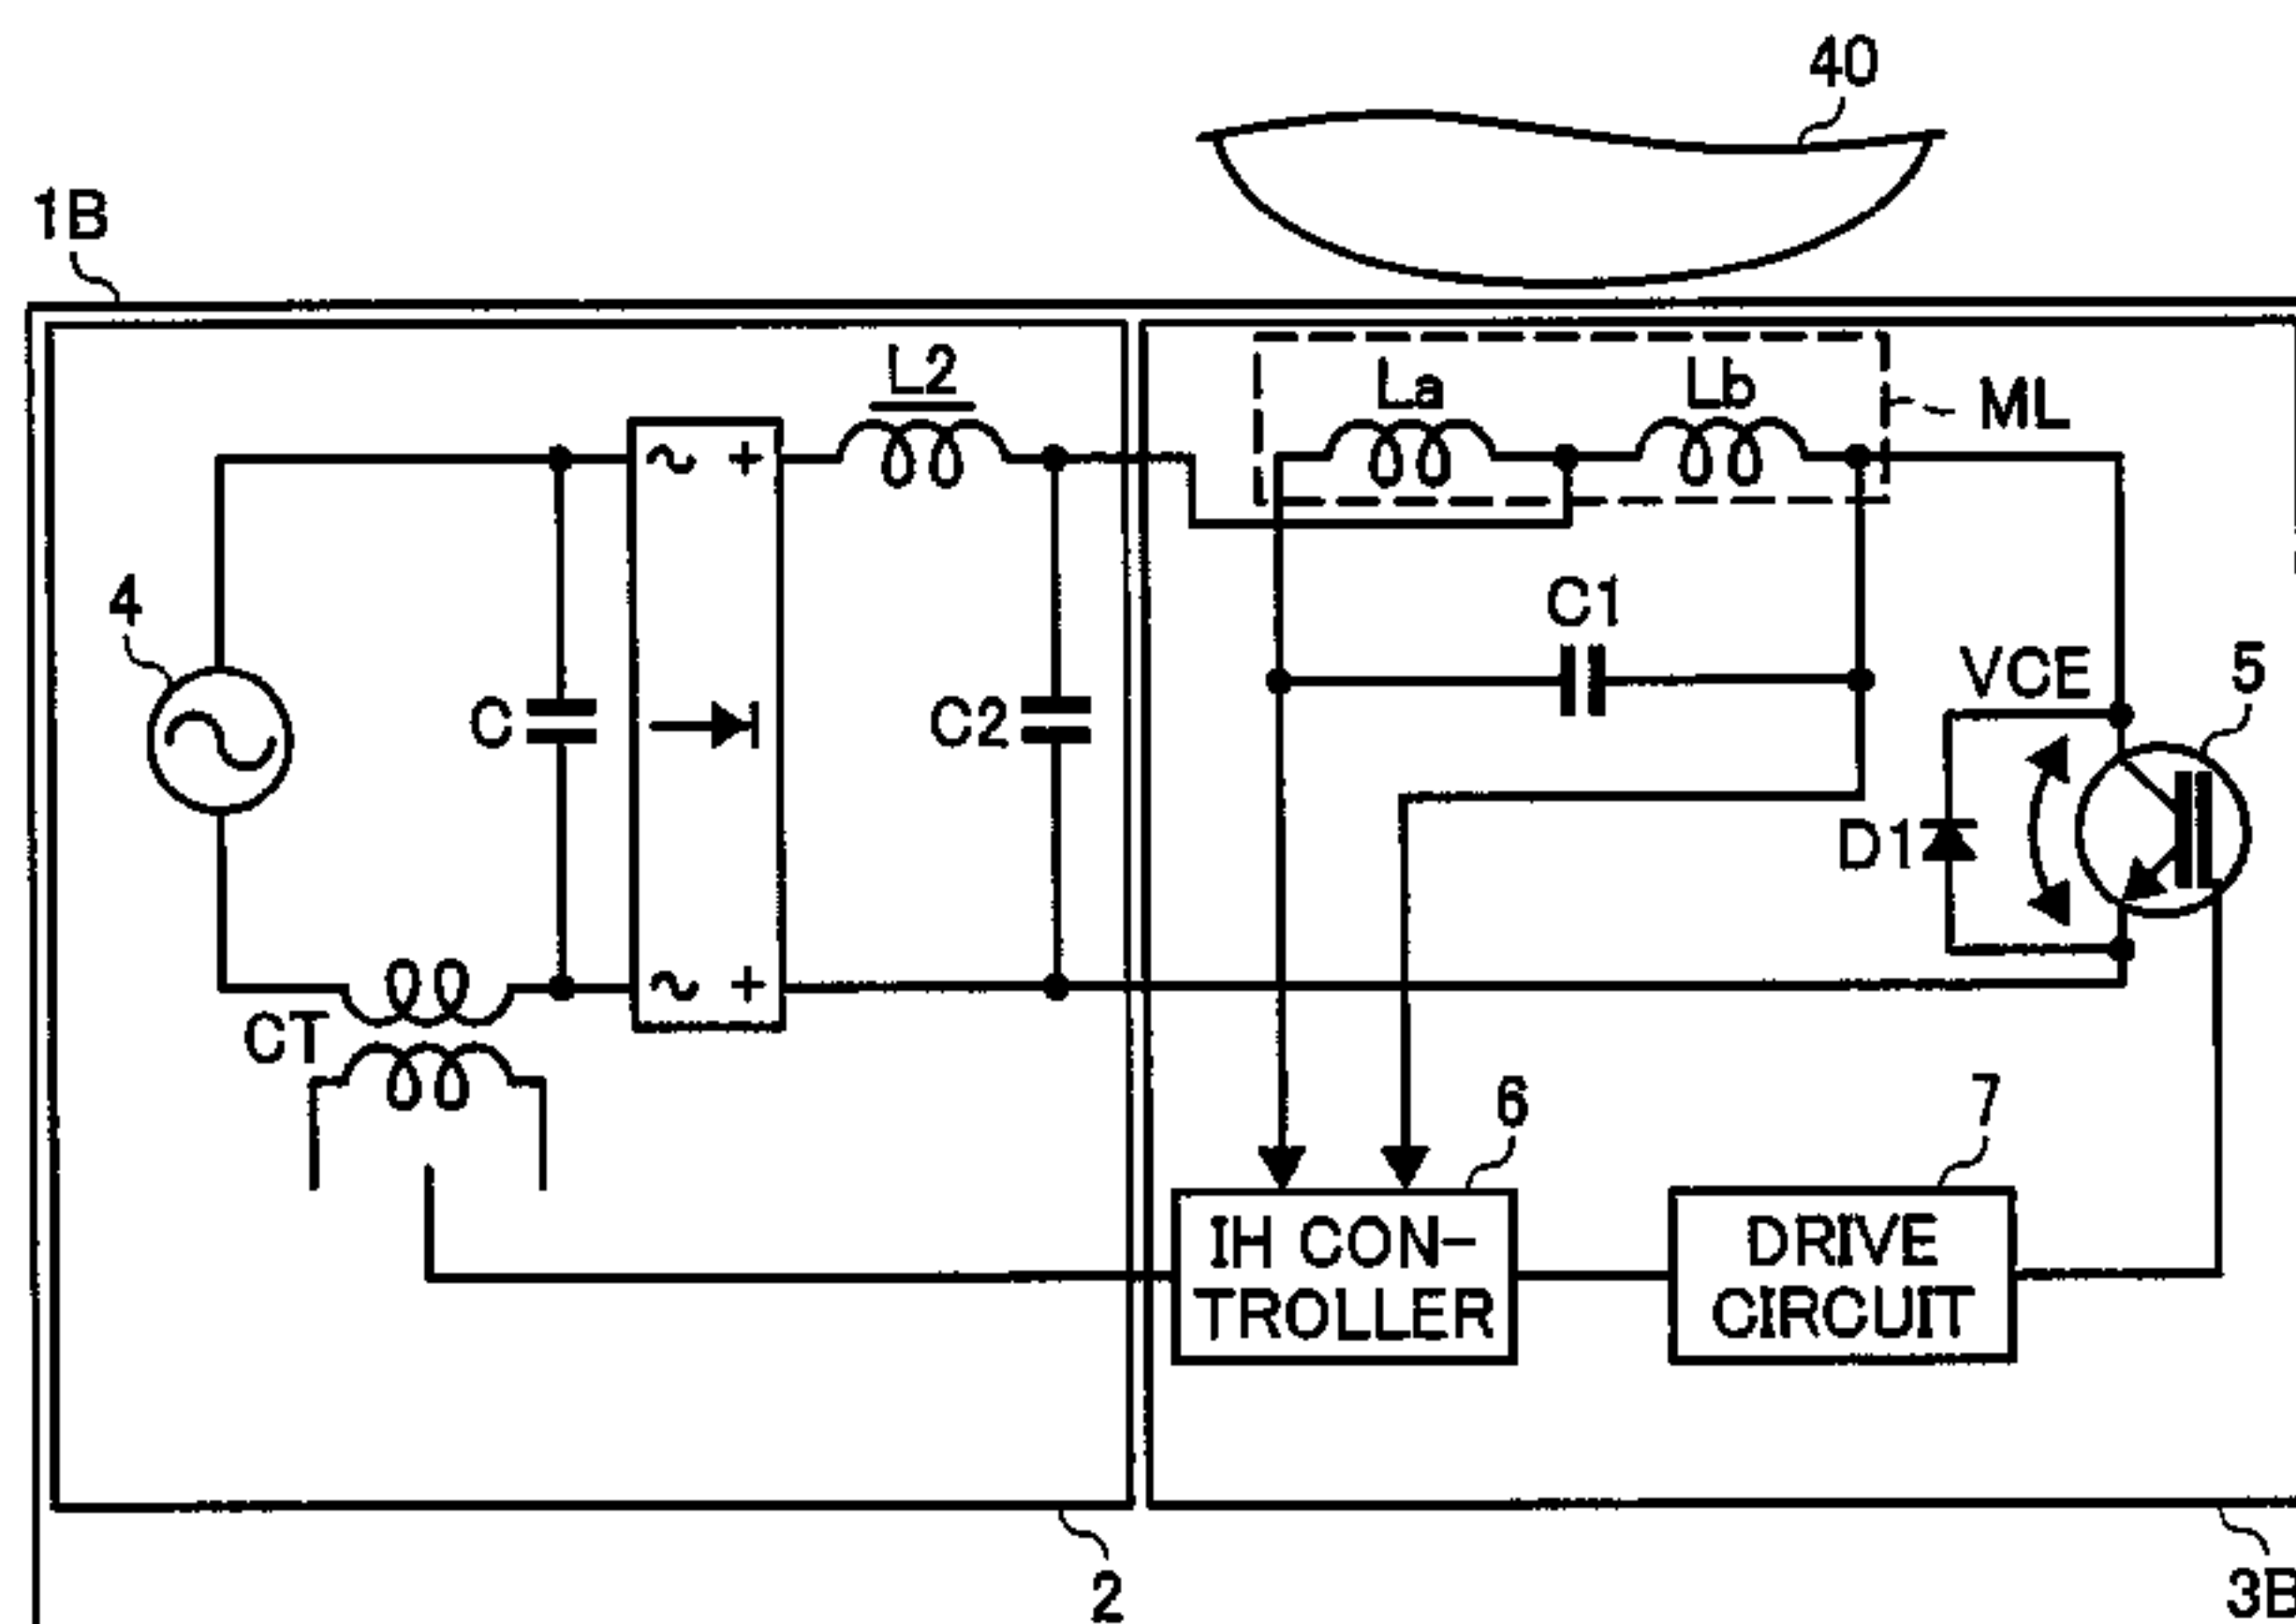 40
1B
L2
La
Lb
ML
~ +
4
C1
C
C2
VCE
5
D1
~ +
CT
6
7
IH CON-
TROLLER
DRIVE
CIRCUIT
2
3B